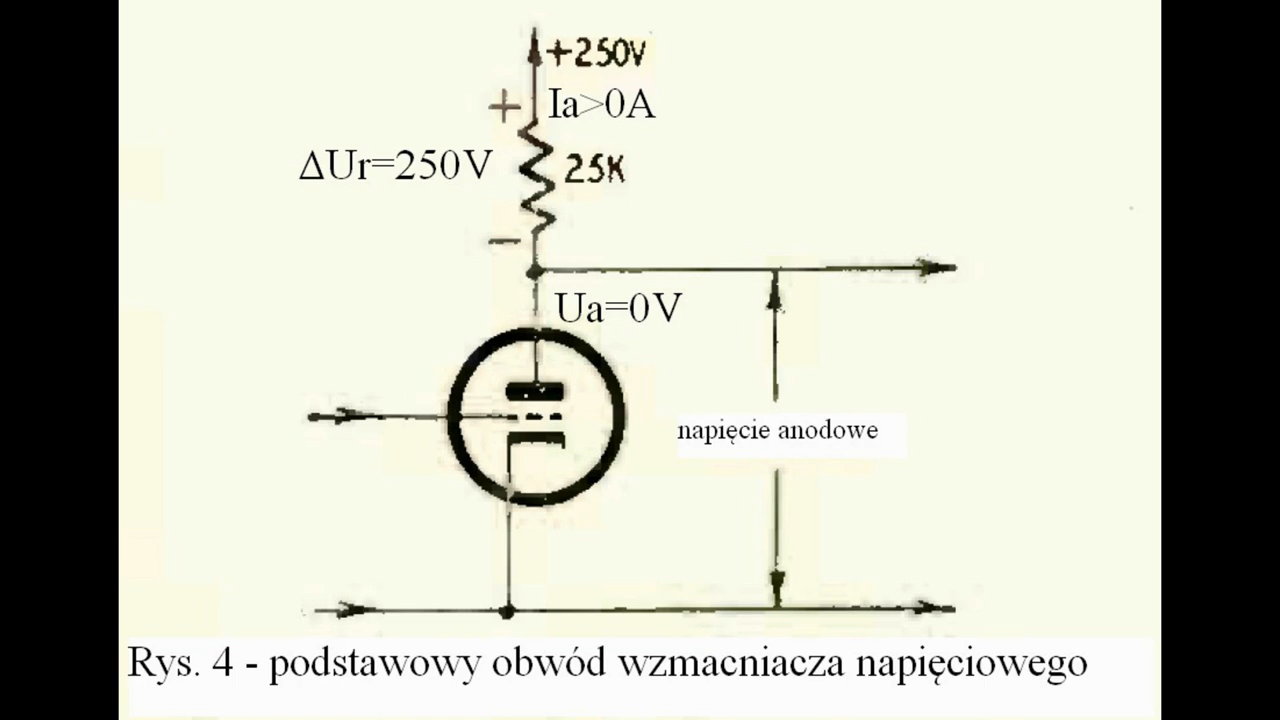 +250V
+ Ia>0A
ΔUr=250V 25K
−
Ua=0V
napięcie anodowe
Rys. 4 - podstawowy obwód wzmacniacza napięciowego